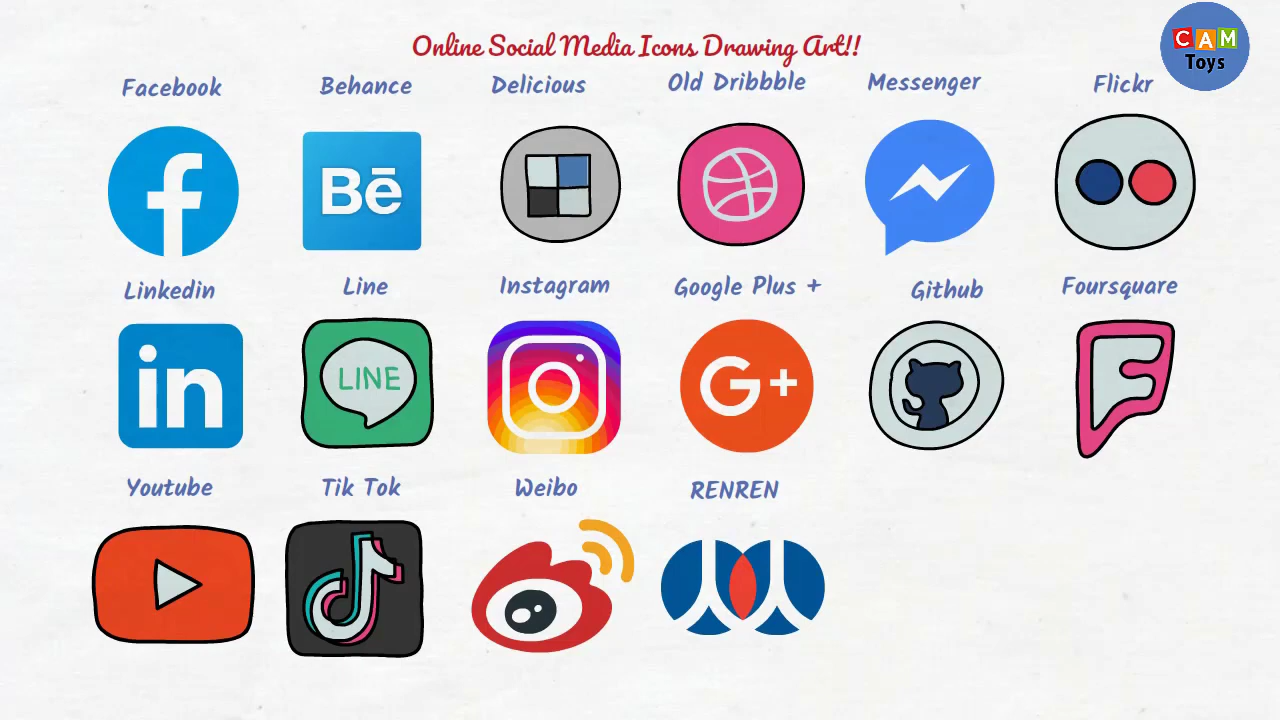 Online Social Media Icons Drawing Art!!
CAM
Toys
Facebook
Behance
Delicious
Old Dribbble
Messenger
Flickr
f
Bē
Linkedin
Line
Instagram
Google Plus +
Github
Foursquare
in
LINE
G+
F
Youtube
Tik Tok
Weibo
RENREN